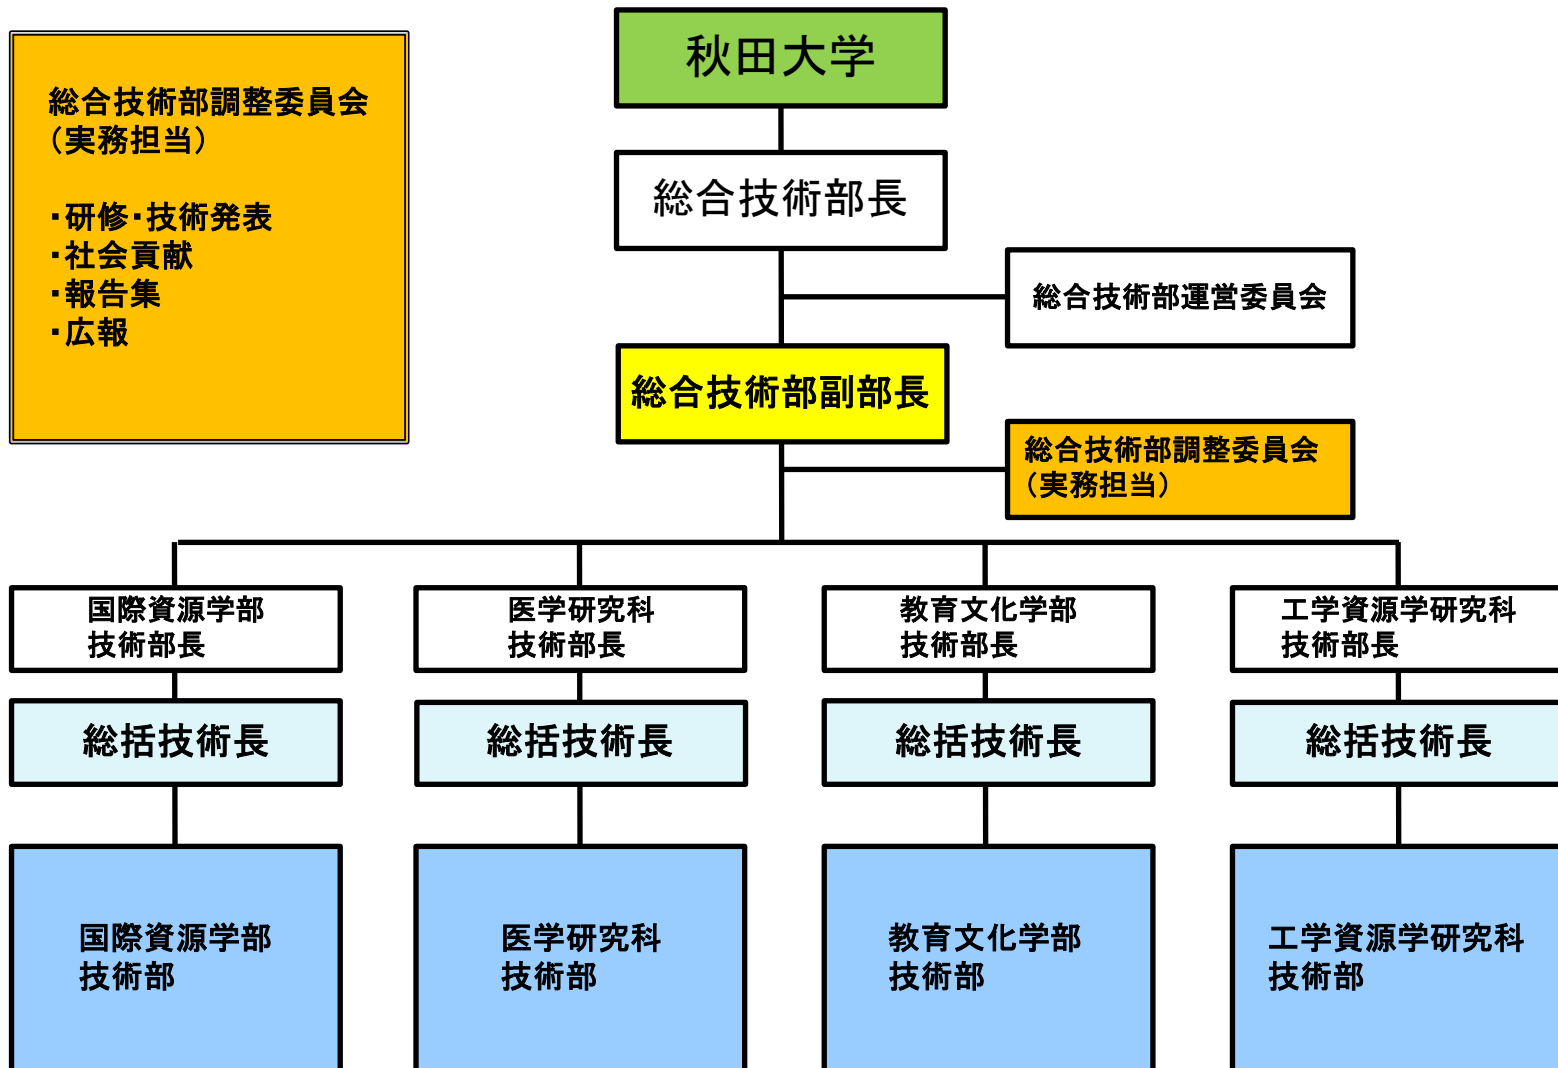 秋田大学
総合技術部調整委員会
（実務担当）
・研修・技術発表
・社会貢献
・報告集
・広報
総合技術部長
総合技術部運営委員会
総合技術部副部長
総合技術部調整委員会
（実務担当）
国際資源学部
技術部長
医学研究科
技術部長
教育文化学部
技術部長
工学資源学研究科
技術部長
総括技術長
総括技術長
総括技術長
総括技術長
国際資源学部
技術部
医学研究科
技術部
教育文化学部
技術部
工学資源学研究科
技術部